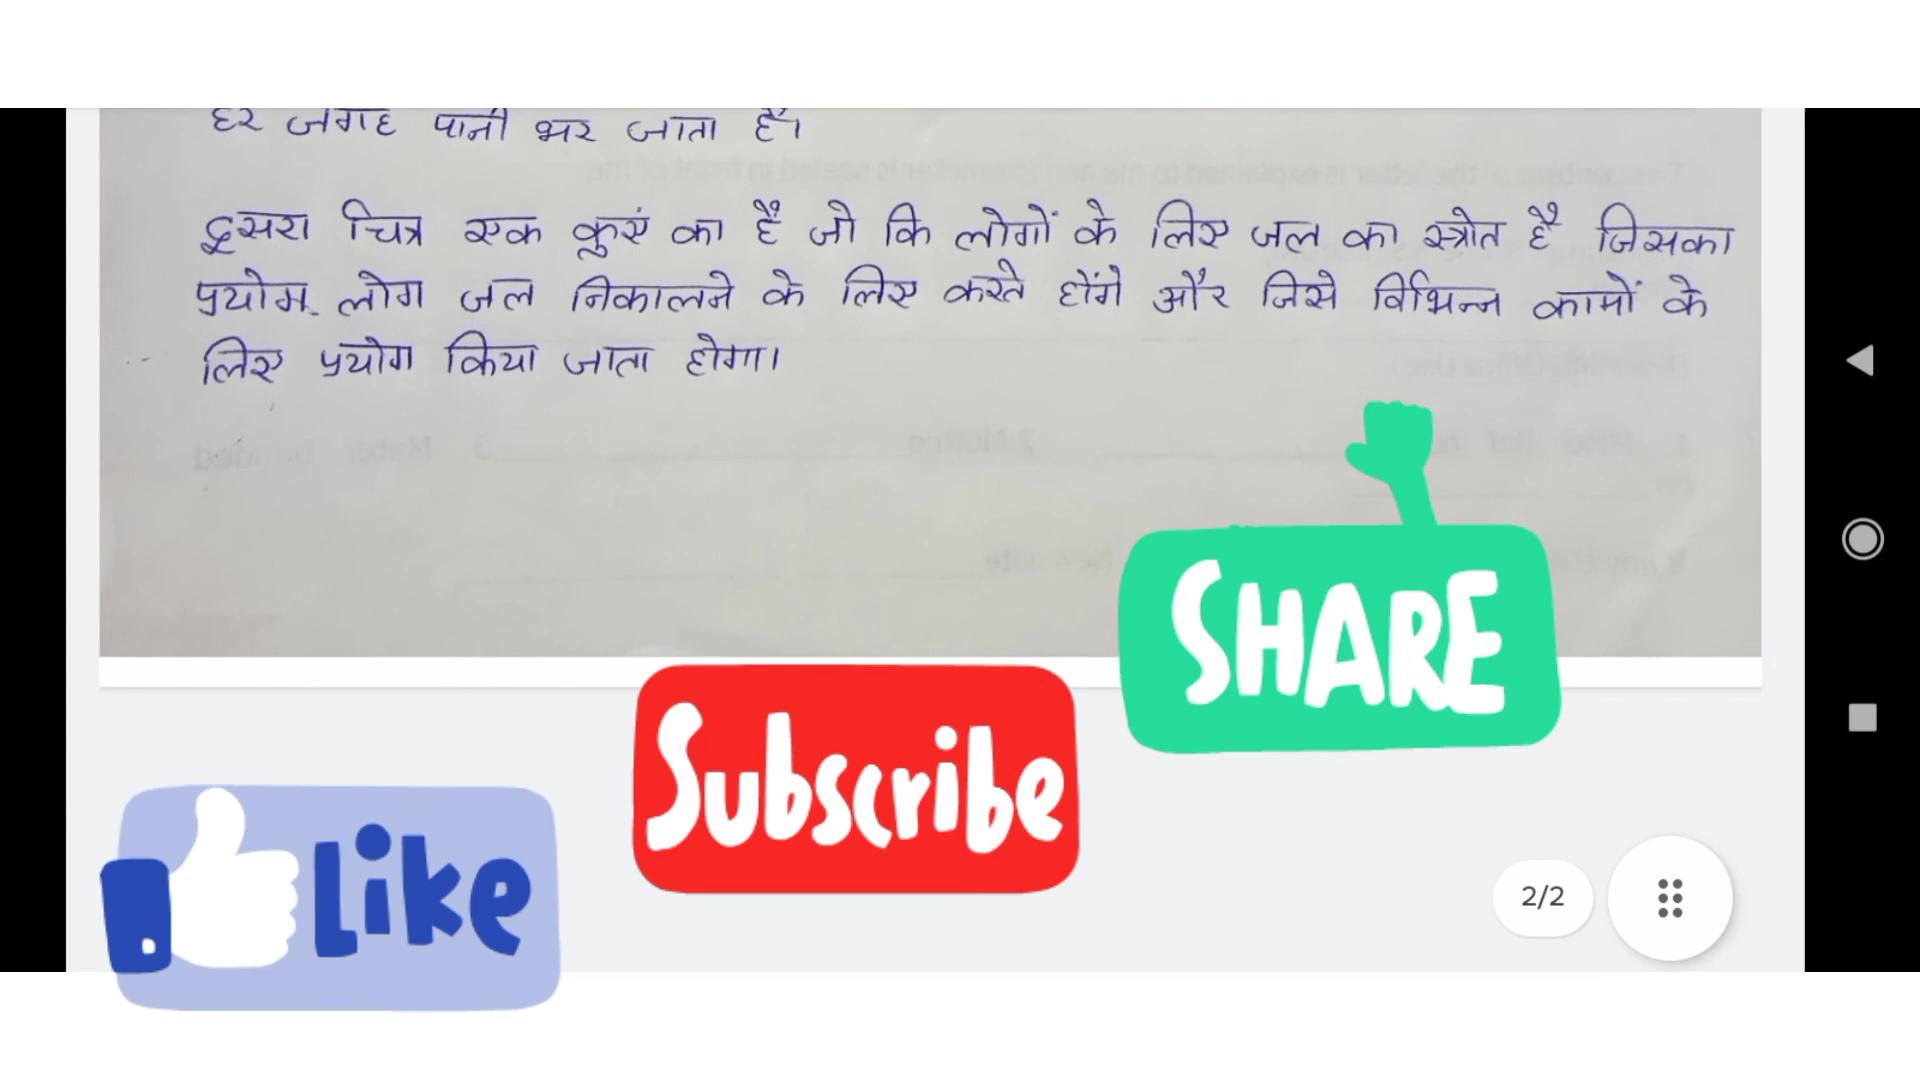 हर जगह पानी भर जाता है।
दूसरा चित्र एक कुएं का है जो कि लोगों के लिए जल का स्त्रोत है जिसका
प्रयोग लोग जल निकालने के लिए करते होंगे और जिसे विभिन्न कामों के
लिए प्रयोग किया जाता होगा।
SHARE
Subscribe
Like
2/2